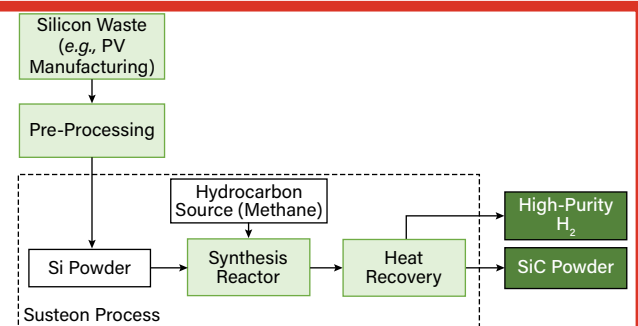 Silicon Waste
(e.g., PV
Manufacturing)
Pre-Processing
Hydrocarbon
Source (Methane)
High-Purity
H₂
Si Powder
Synthesis
Reactor
Heat
Recovery
SiC Powder
Susteon Process